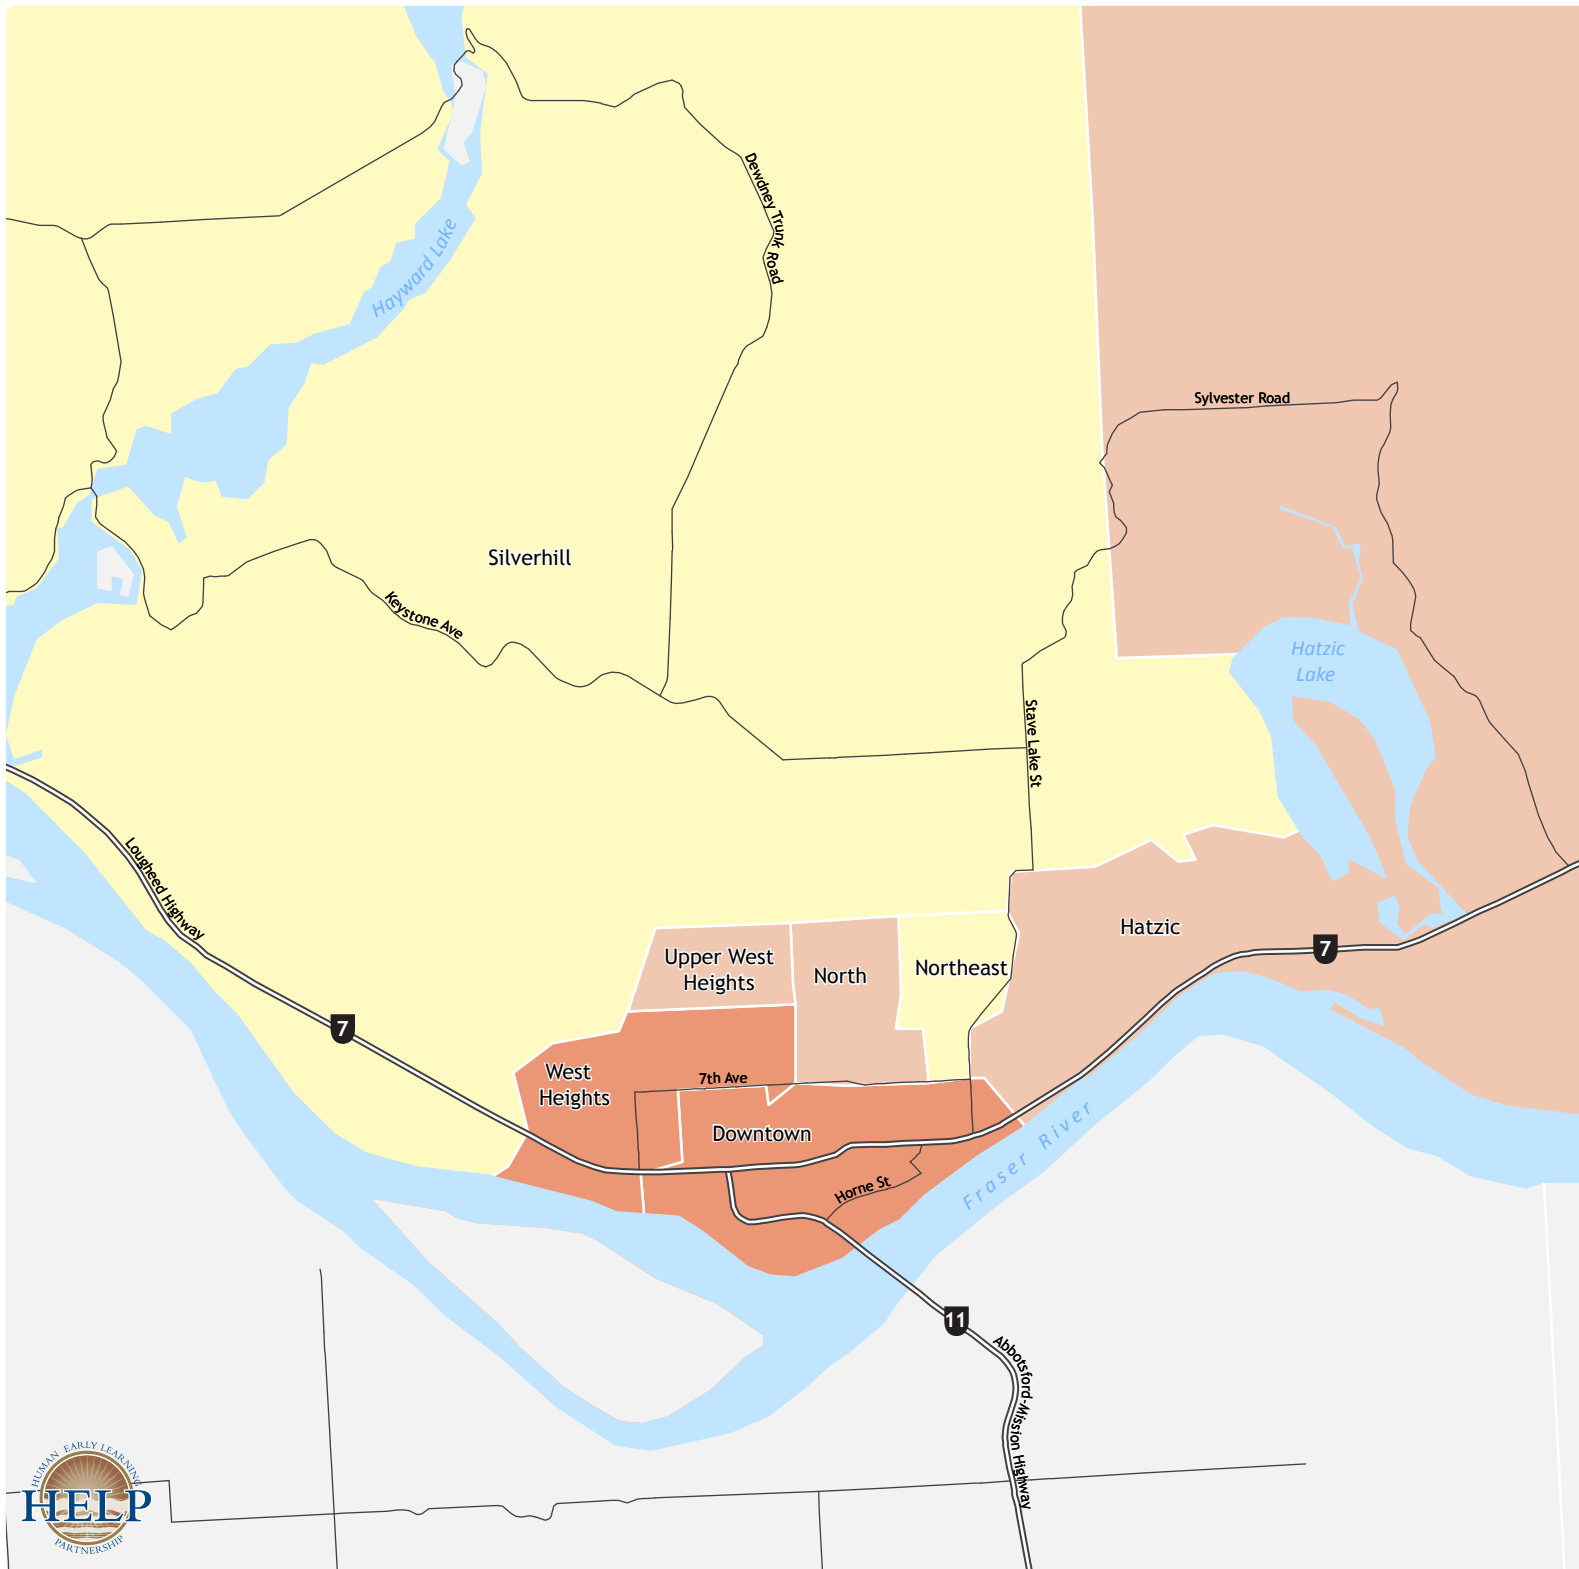 Dewdney Trunk Road
Hayward Lake
Sylvester Road
Silverhill
Keystone Ave
Hatzic
Lake
Stave Lake St
Lougheed Highway
Hatzic
7
Upper West
Heights
North
Northeast
7
West
Heights
7th Ave
Downtown
Fraser River
Horne St
11
Abbotsford-Mission Highway
HUMAN EARLY LEARNING
HELP
PARTNERSHIP